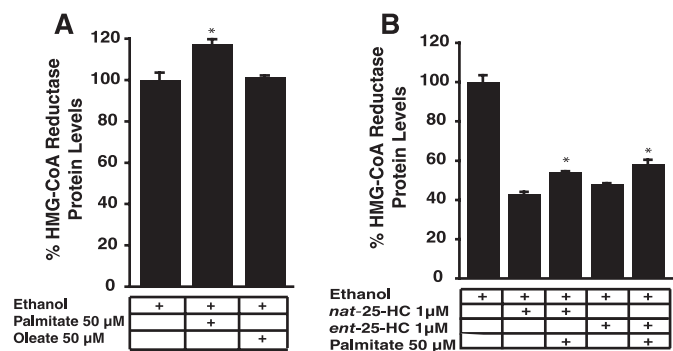 A
% HMG-CoA Reductase
Protein Levels
120
100
80
60
40
20
0
*
Ethanol + + +
Palmitate 50 μM +
Oleate 50 μM +
B
% HMG-CoA Reductase
Protein Levels
120
100
80
60
40
20
0
*
*
Ethanol + + + + +
nat-25-HC 1μM + +
ent-25-HC 1μM + +
Palmitate 50 μM + +